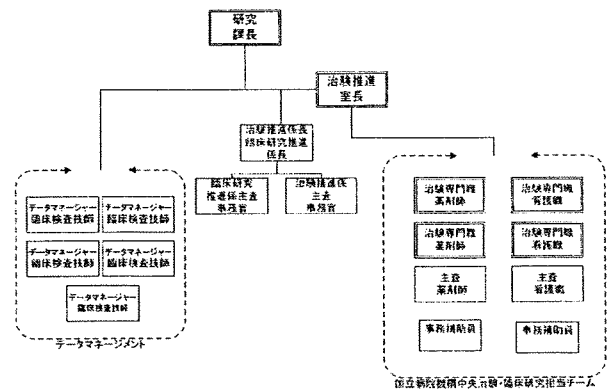 研究
課長
治験推進
室長
治験推進係長
臨床研究推進
係長
臨床研究
推進係主査
事務官
治験推進係
主査
事務官
データマネージャー
臨床検査技師
データマネージャー
臨床検査技師
データマネージャー
臨床検査技師
データマネージャー
臨床検査技師
データマネージャー
臨床検査技師
データマネージメント
治験専門職
薬剤師
治験専門職
看護職
治験専門職
薬剤師
治験専門職
看護職
主査
薬剤師
主査
看護職
事務補助員
事務補助員
国立病院機構中央治験・臨床研究担当チーム